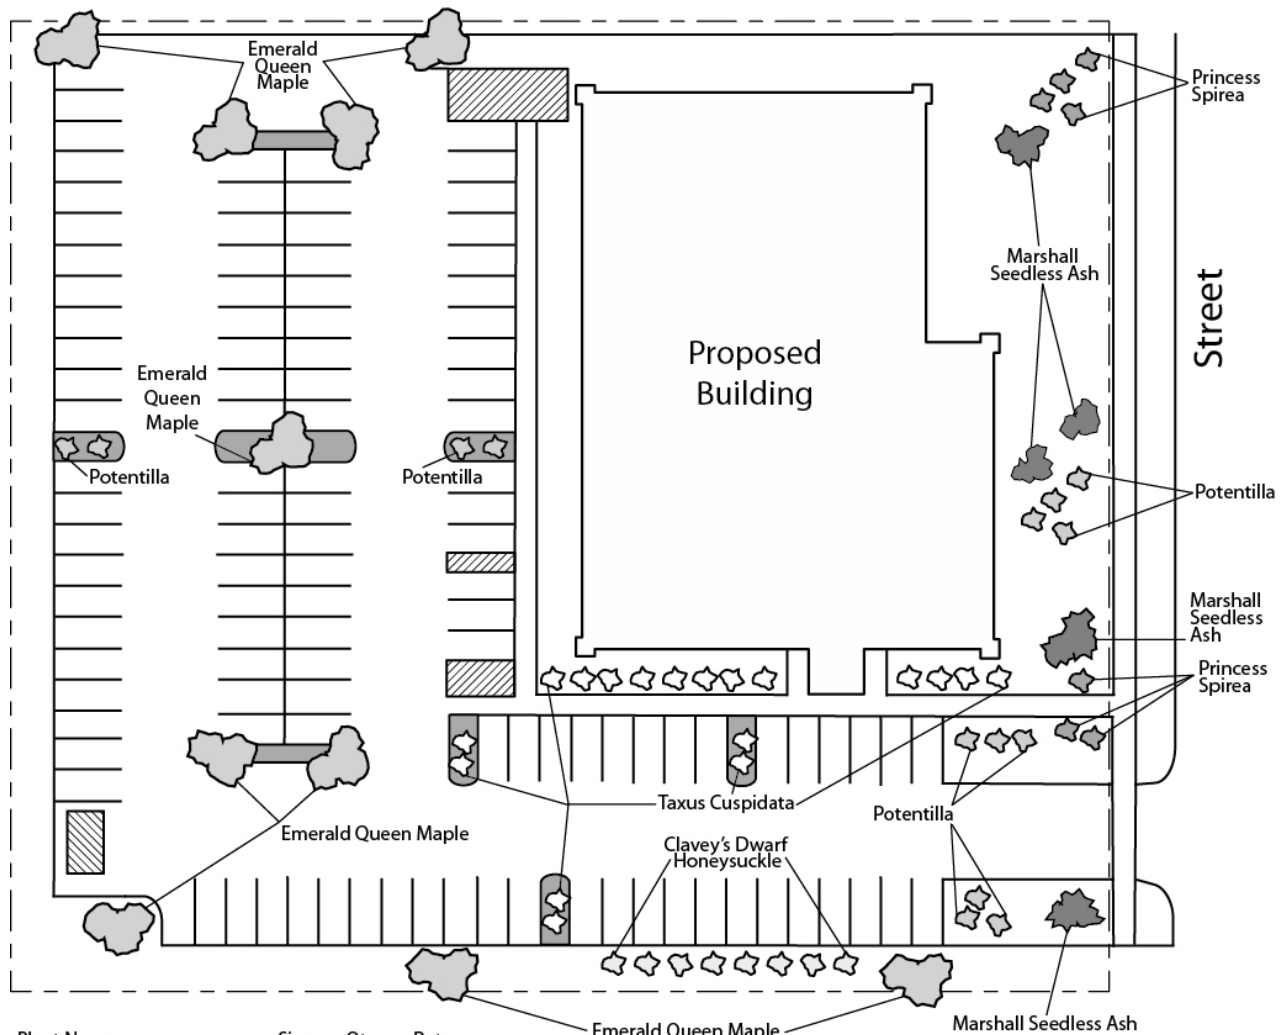 Emerald
Queen
Maple
Princess
Spirea
Marshall
Seedless Ash
Street
Proposed
Building
Emerald
Queen
Maple
Potentilla
Potentilla
Potentilla
Marshall
Seedless
Ash
Princess
Spirea
Taxus Cuspidata
Potentilla
Emerald Queen Maple
Clavey's Dwarf
Honeysuckle
Marshall Seedless Ash
Emerald Queen Maple